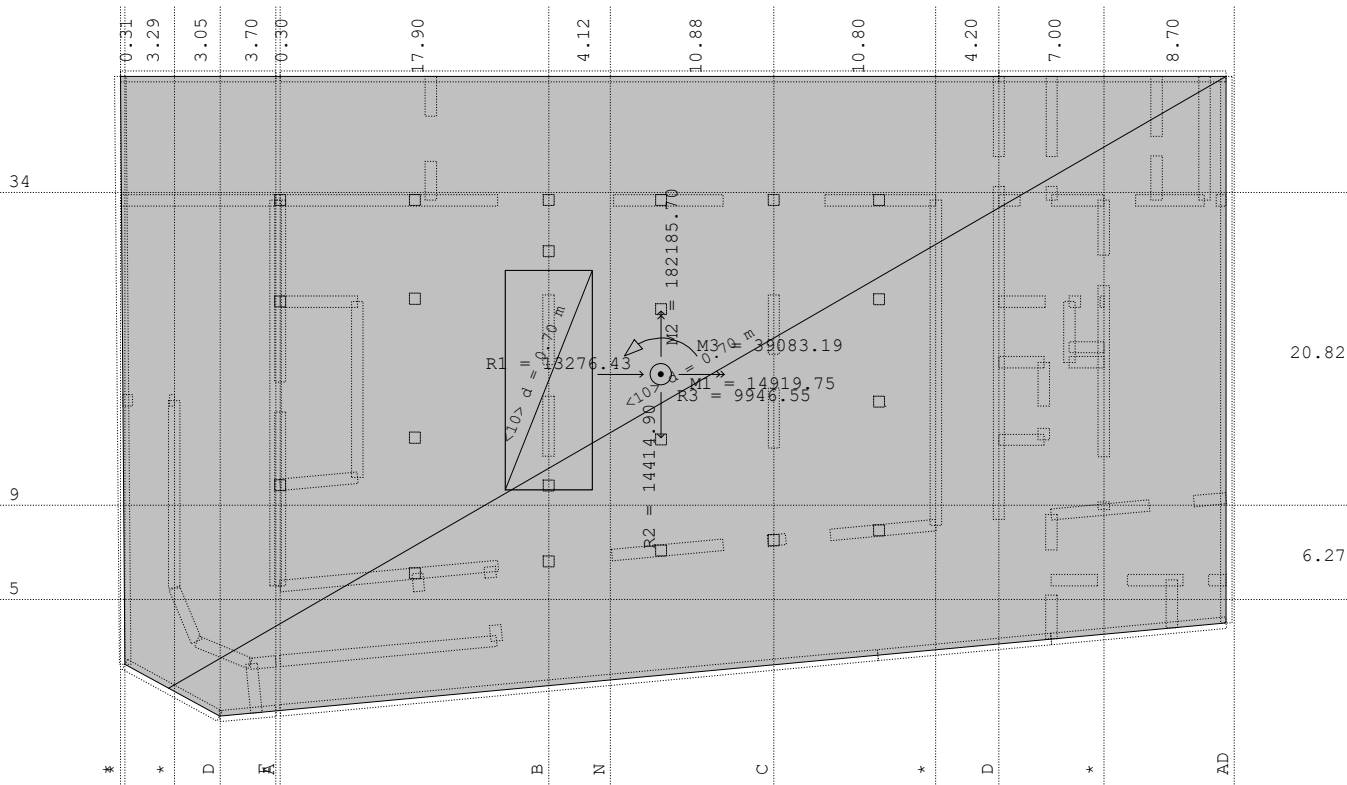 0.31
3.29
3.05
3.70
0.30
17.90
4.12
10.88
10.80
4.20
7.00
8.70
34
M2 = 182185.70
<10> d = 0.70 m
M3 = 39083.19
R1 = 13276.43
<10> d = 0.70 m
M1 = 14919.75
R3 = 9946.55
20.82
R2 = 14414.90
9
6.27
5
*
*
D
A
B
N
C
*
D
*
AD